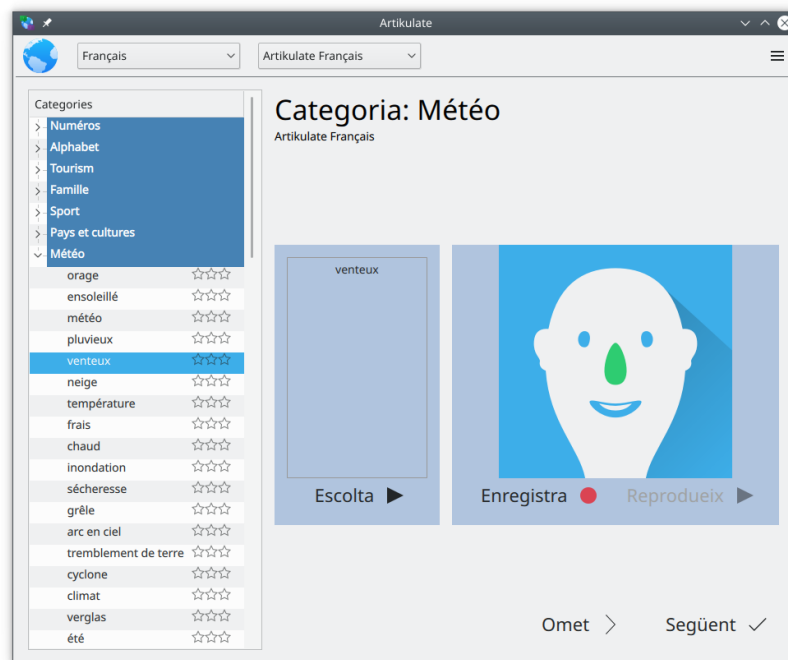 Artikulate
Français
Artikulate Français
Categories
Numéros
Alphabet
Tourism
Famille
Sport
Pays et cultures
Météo
orage
ensoleillé
météo
pluvieux
venteux
neige
température
frais
chaud
inondation
sécheresse
grêle
arc en ciel
tremblement de terre
cyclone
climat
verglas
été
Categoria: Météo
Artikulate Français
venteux
Escolta
Enregistra
Reprodueix
Omet
Següent